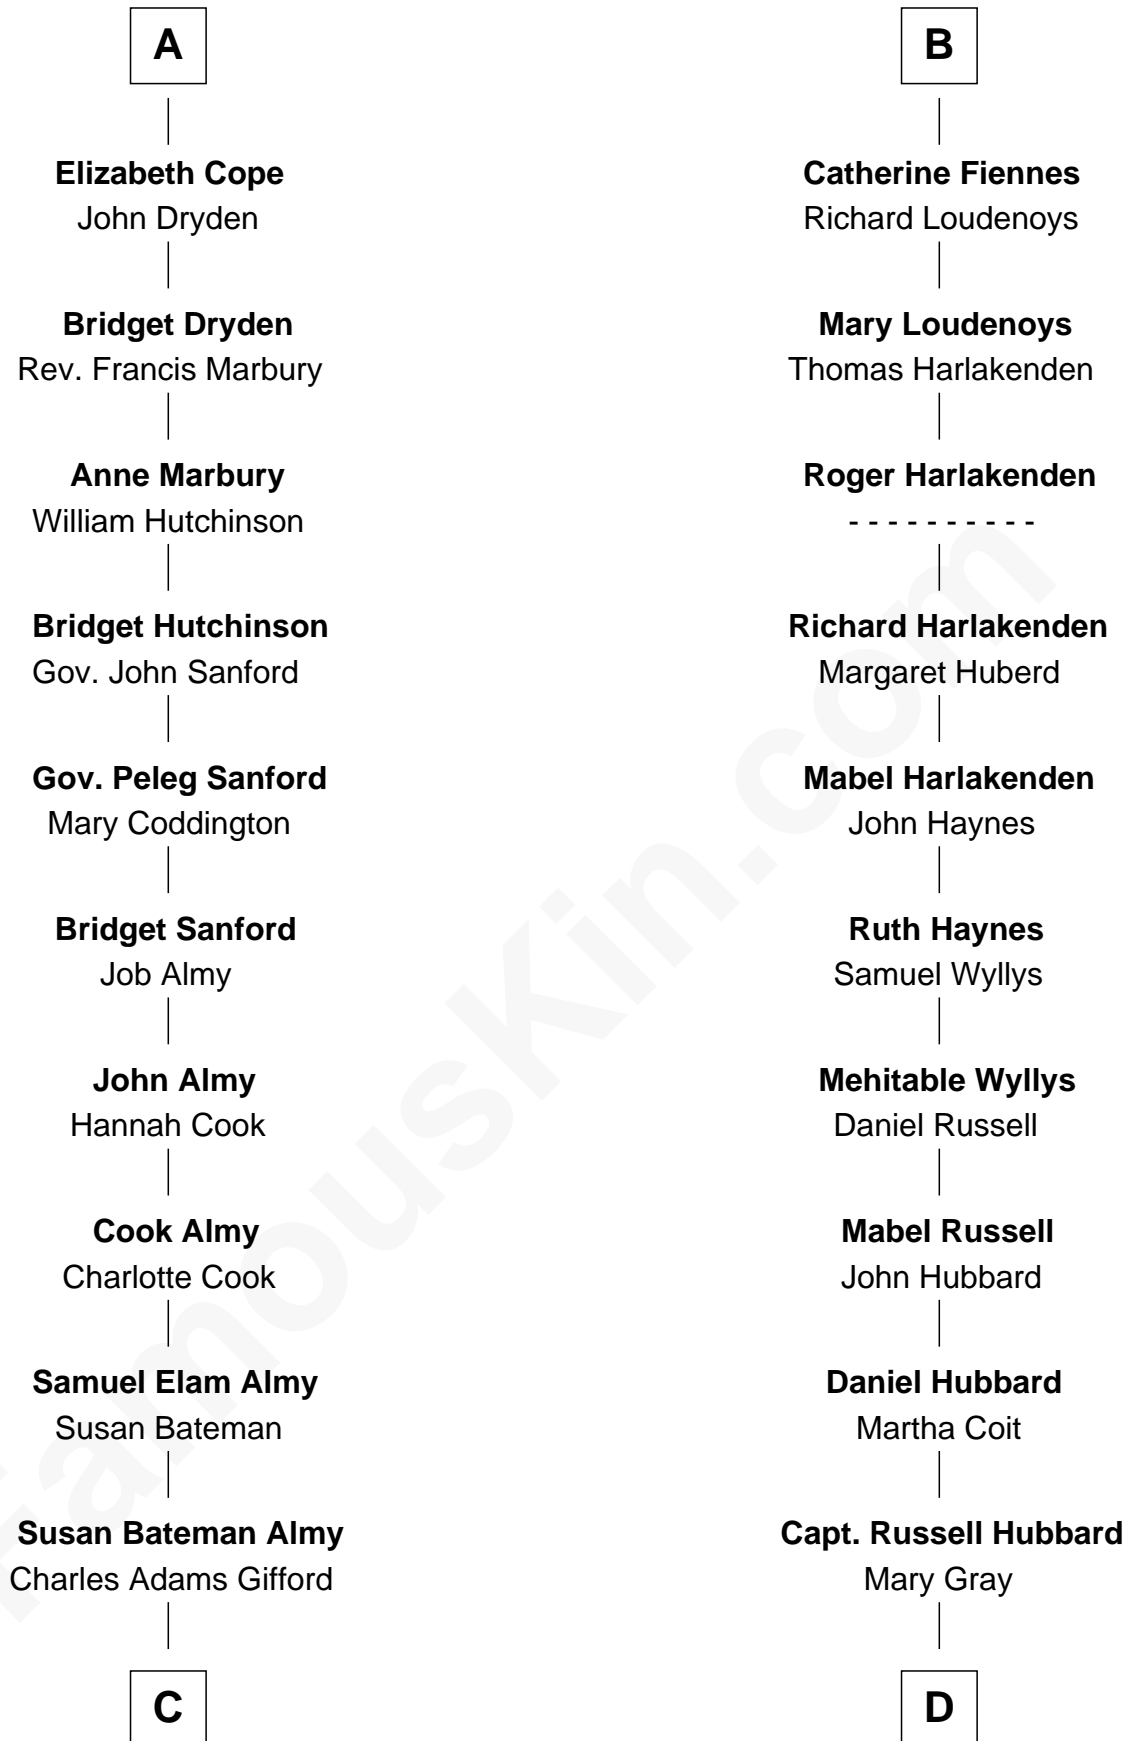 A
Elizabeth Cope
John Dryden
Bridget Dryden
Rev. Francis Marbury
Anne Marbury
William Hutchinson
Bridget Hutchinson
Gov. John Sanford
Gov. Peleg Sanford
Mary Coddington
Bridget Sanford
Job Almy
John Almy
Hannah Cook
Cook Almy
Charlotte Cook
Samuel Elam Almy
Susan Bateman
Susan Bateman Almy
Charles Adams Gifford
C
B
Catherine Fiennes
Richard Loudenoys
Mary Loudenoys
Thomas Harlakenden
Roger Harlakenden
- - - - - - - - - -
Richard Harlakenden
Margaret Huberd
Mabel Harlakenden
John Haynes
Ruth Haynes
Samuel Wyllys
Mehitable Wyllys
Daniel Russell
Mabel Russell
John Hubbard
Daniel Hubbard
Martha Coit
Capt. Russell Hubbard
Mary Gray
D
FamousKin.com